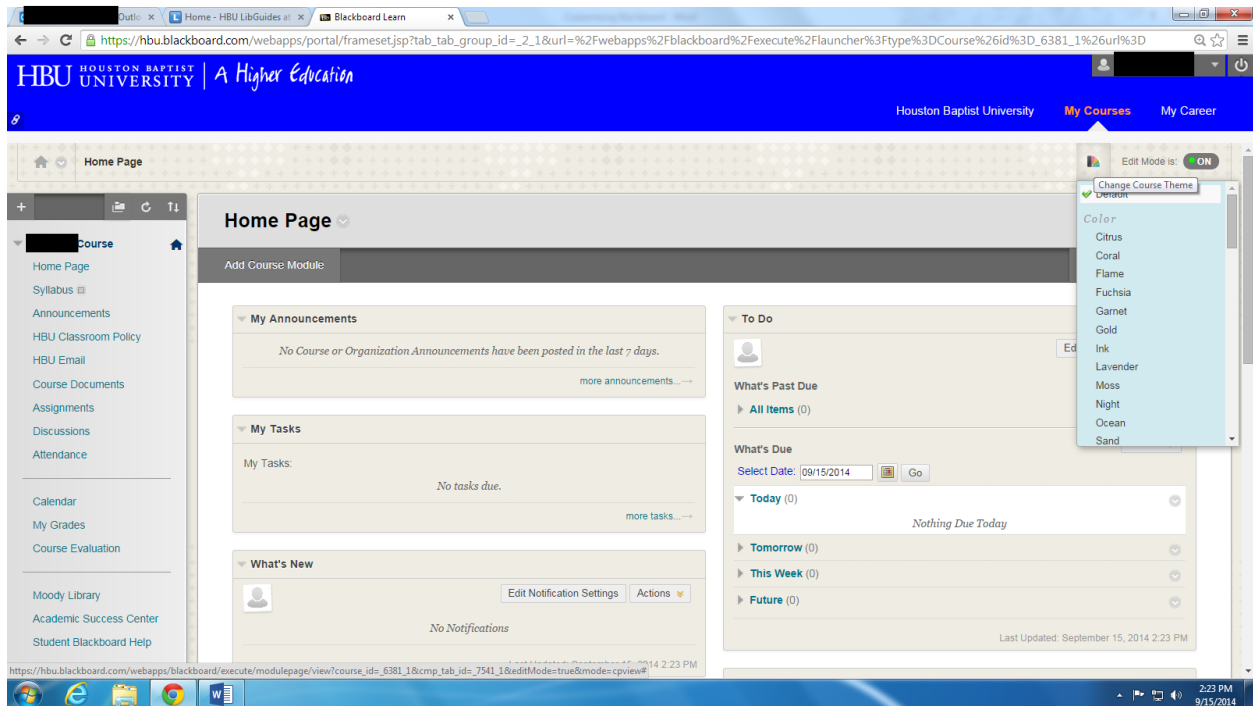 Outlo
Home - HBU LibGuides at
Blackboard Learn
https://hbu.blackboard.com/webapps/portal/frameset.jsp?tab_tab_group_id=_2_1&url=%2Fwebapps%2Fblackboard%2Fexecute%2Flauncher%3Ftype%3DCourse%26id%3D_6381_1%26url%3D
HBU HOUSTON BAPTIST UNIVERSITY | A Higher Education
Houston Baptist University My Courses My Career
Home Page
Edit Mode is: ON
Change Course Theme
Default
Color
Citrus
Coral
Flame
Fuchsia
Garnet
Gold
Ink
Lavender
Moss
Night
Ocean
Sand
Course
Home Page
Syllabus
Announcements
HBU Classroom Policy
HBU Email
Course Documents
Assignments
Discussions
Attendance
Calendar
My Grades
Course Evaluation
Moody Library
Academic Success Center
Student Blackboard Help
Home Page
Add Course Module
My Announcements
No Course or Organization Announcements have been posted in the last 7 days.
more announcements...
My Tasks
My Tasks:
No tasks due.
more tasks...
What's New
Edit Notification Settings Actions
No Notifications
2014 2:23 PM
To Do
Ed
What's Past Due
All Items (0)
What's Due
Select Date: 09/15/2014 Go
Today (0)
Nothing Due Today
Tomorrow (0)
This Week (0)
Future (0)
Last Updated: September 15, 2014 2:23 PM
https://hbu.blackboard.com/webapps/blackboard/execute/modulepage/view?course_id=_6381_1&cmp_tab_id=_7541_1&editMode=true&mode=cpview#
2:23 PM
9/15/2014